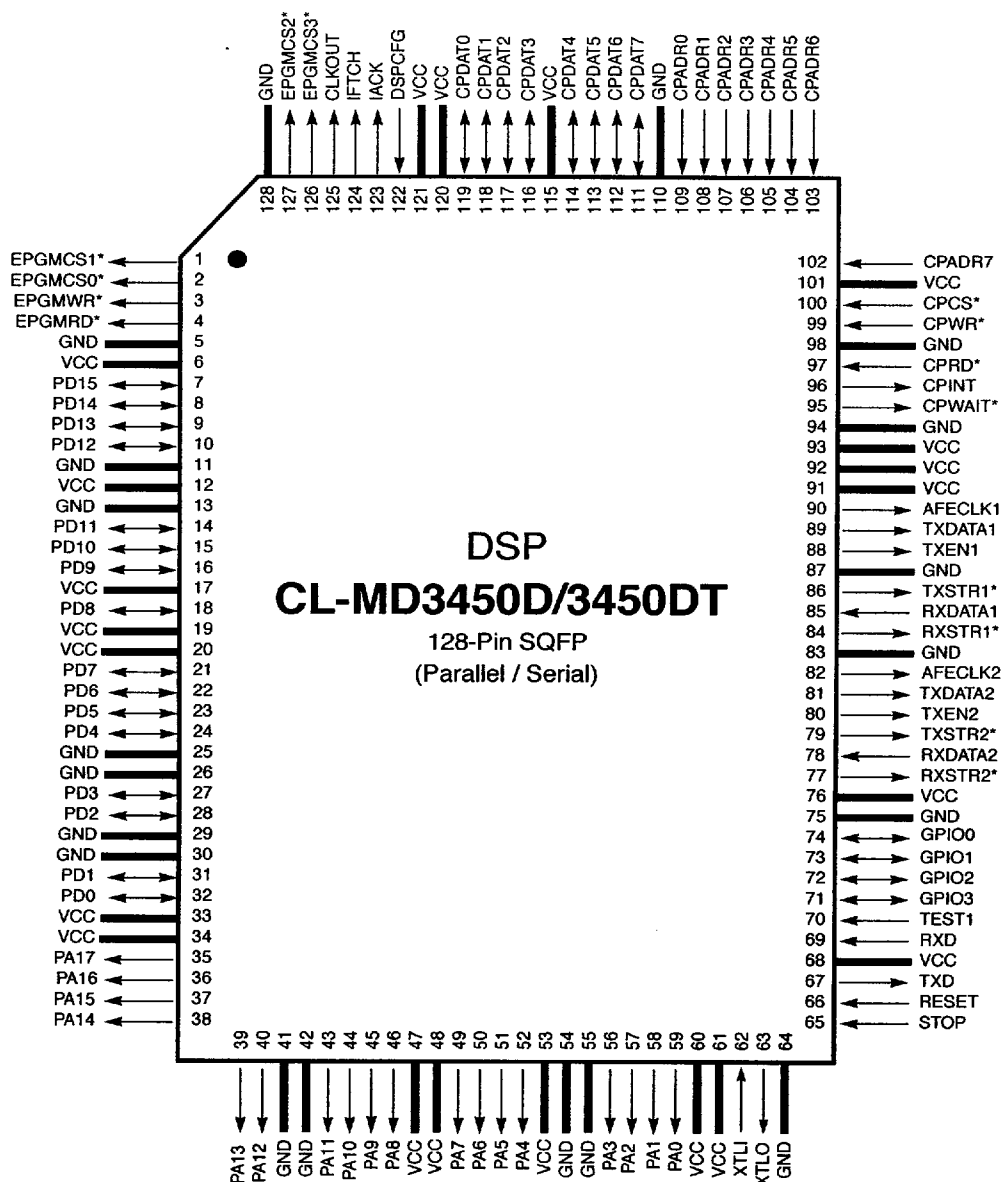 GND EPGMCS2* EPGMCS3* CLKOUT IFTCH IACK DSPCFG VCC VCC CPDAT0 CPDAT1 CPDAT2 CPDAT3 VCC CPDAT4 CPDAT5 CPDAT6 CPDAT7 GND CPADR0 CPADR1 CPADR2 CPADR3 CPADR4 CPADR5 CPADR6
128 127 126 125 124 123 122 121 120 119 118 117 116 115 114 113 112 111 110 109 108 107 106 105 104 103
EPGMCS1* 1
EPGMCS0* 2
EPGMWR* 3
EPGMRD* 4
GND 5
VCC 6
PD15 7
PD14 8
PD13 9
PD12 10
GND 11
VCC 12
GND 13
PD11 14
PD10 15
PD9 16
VCC 17
PD8 18
VCC 19
VCC 20
PD7 21
PD6 22
PD5 23
PD4 24
GND 25
GND 26
PD3 27
PD2 28
GND 29
GND 30
PD1 31
PD0 32
VCC 33
VCC 34
PA17 35
PA16 36
PA15 37
PA14 38
DSP
CL-MD3450D/3450DT
128-Pin SQFP
(Parallel / Serial)
102 CPADR7
101 VCC
100 CPCS*
99 CPWR*
98 GND
97 CPRD*
96 CPINT
95 CPWAIT*
94 GND
93 VCC
92 VCC
91 VCC
90 AFECLK1
89 TXDATA1
88 TXEN1
87 GND
86 TXSTR1*
85 RXDATA1
84 RXSTR1*
83 GND
82 AFECLK2
81 TXDATA2
80 TXEN2
79 TXSTR2*
78 RXDATA2
77 RXSTR2*
76 VCC
75 GND
74 GPIO0
73 GPIO1
72 GPIO2
71 GPIO3
70 TEST1
69 RXD
68 VCC
67 TXD
66 RESET
65 STOP
39 40 41 42 43 44 45 46 47 48 49 50 51 52 53 54 55 56 57 58 59 60 61 62 63 64
PA13 PA12 GND GND PA11 PA10 PA9 PA8 VCC VCC PA7 PA6 PA5 PA4 VCC GND GND PA3 PA2 PA1 PA0 VCC VCC XTLI XTLO GND